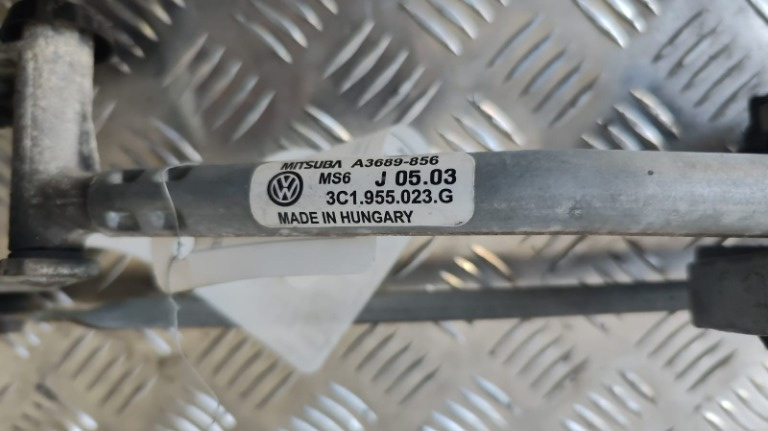 MITSUBA A3689-856
MS6 J 05.03
3C1.955.023.G
MADE IN HUNGARY